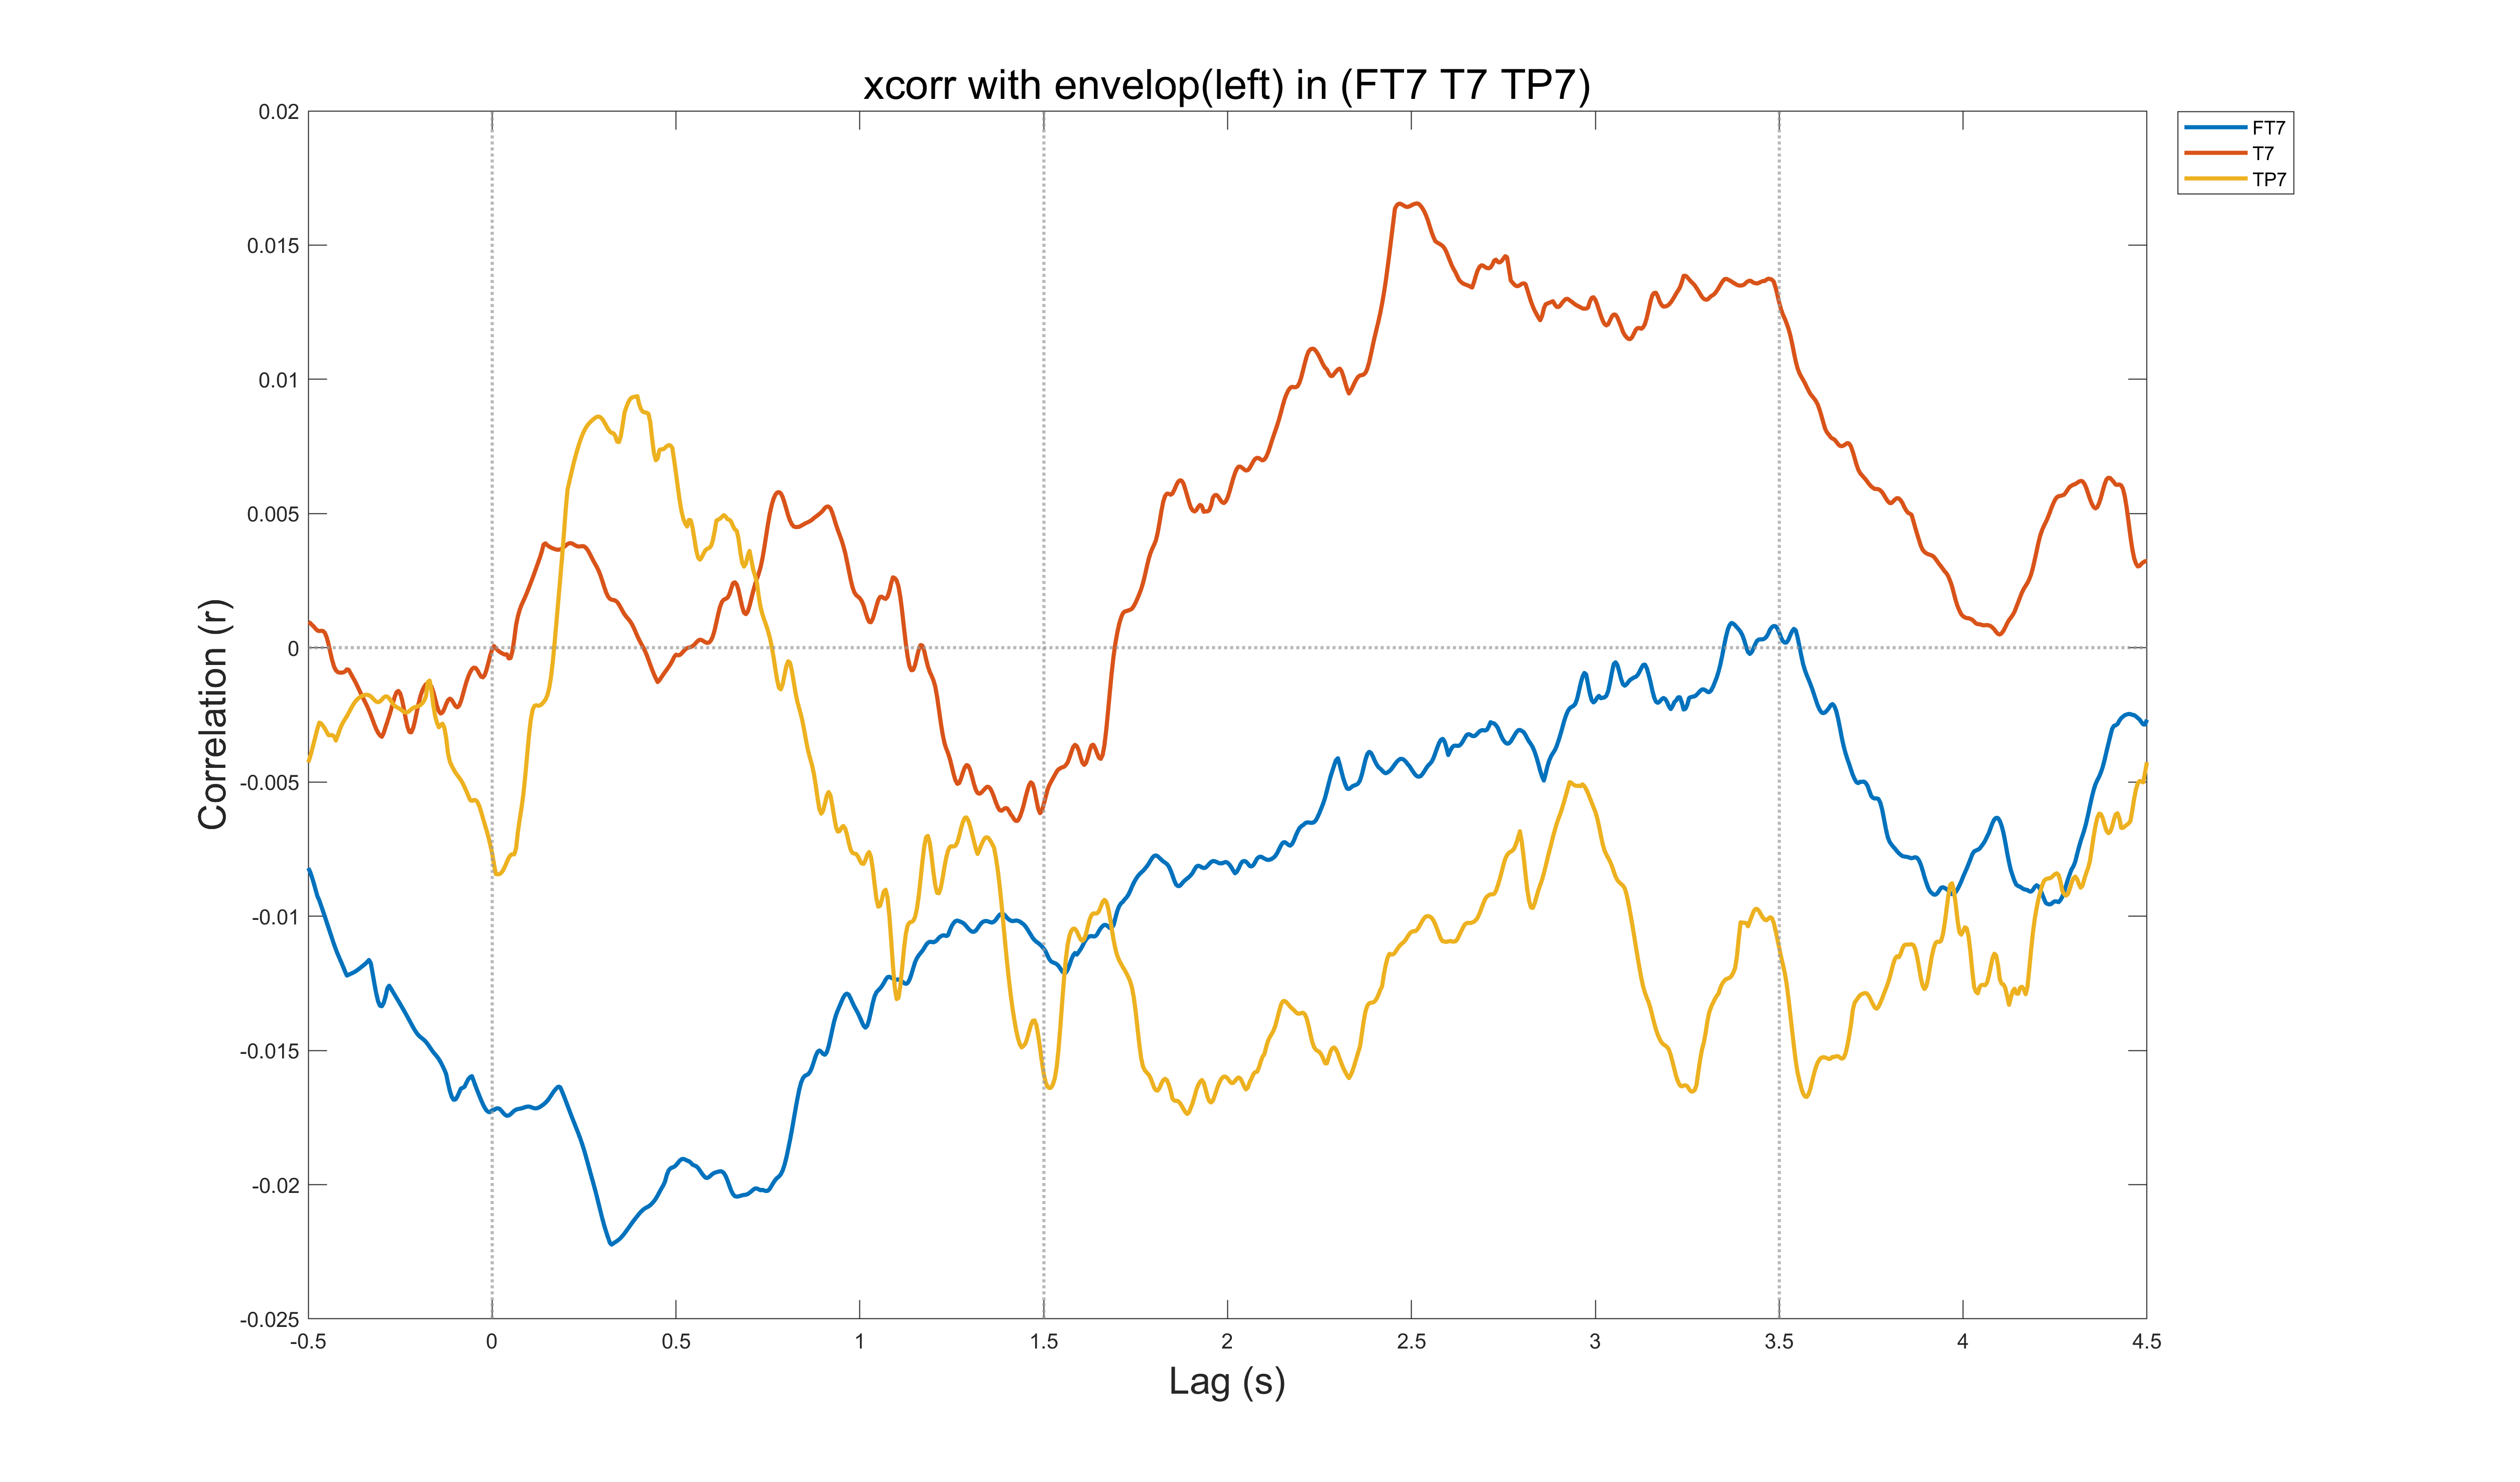 xcorr with envelop(left) in (FT7 T7 TP7)
FT7
T7
TP7
Correlation (r)
0.02
0.015
0.01
0.005
0
-0.005
-0.01
-0.015
-0.02
-0.025
-0.5 0 0.5 1 1.5 2 2.5 3 3.5 4 4.5
Lag (s)